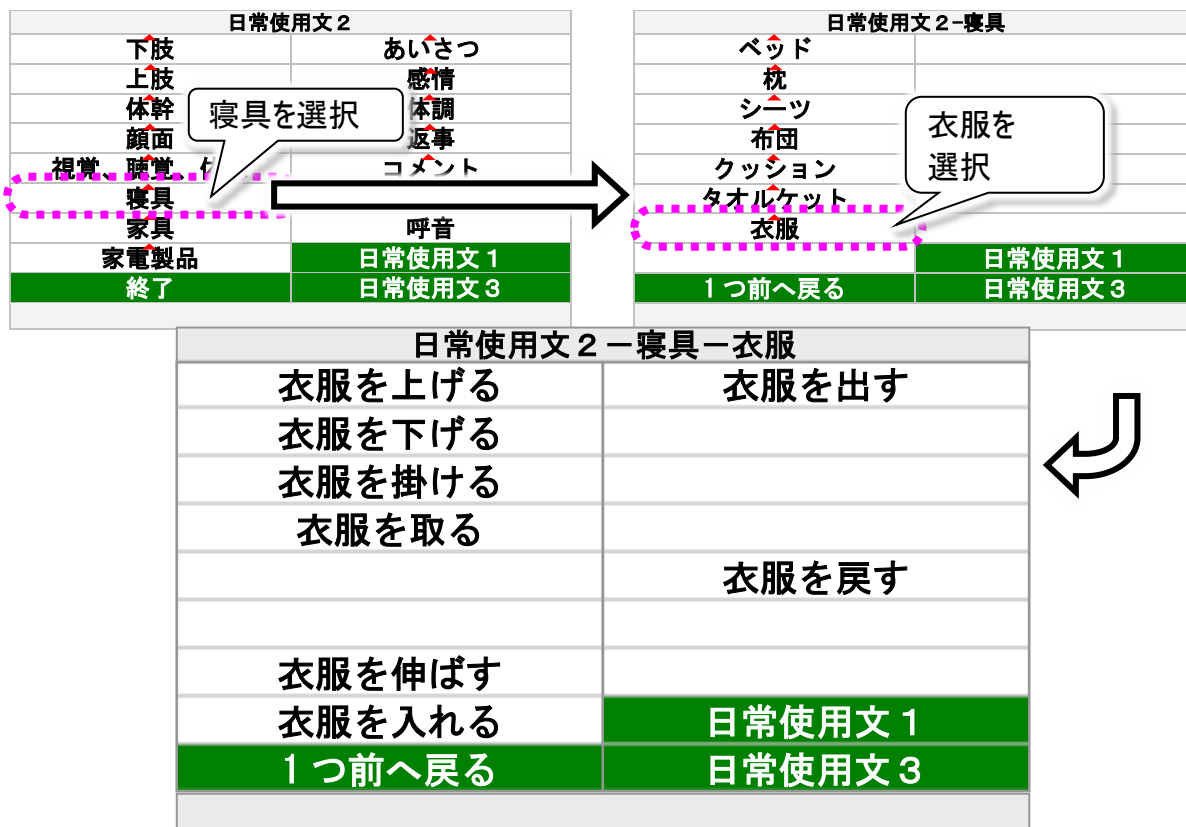 日常使用文２
下肢 あいさつ
上肢 感情
体幹 体調
顔面 返事
視覚、聴覚、 コメント
寝具
家具 呼音
家電製品 日常使用文１
終了 日常使用文３
寝具を選択
日常使用文２−寝具
ベッド
枕
シーツ
布団
クッション
タオルケット
衣服
日常使用文１
１つ前へ戻る 日常使用文３
衣服を
選択
日常使用文２－寝具－衣服
衣服を上げる 衣服を出す
衣服を下げる
衣服を掛ける
衣服を取る
衣服を戻す
衣服を伸ばす
衣服を入れる 日常使用文１
１つ前へ戻る 日常使用文３